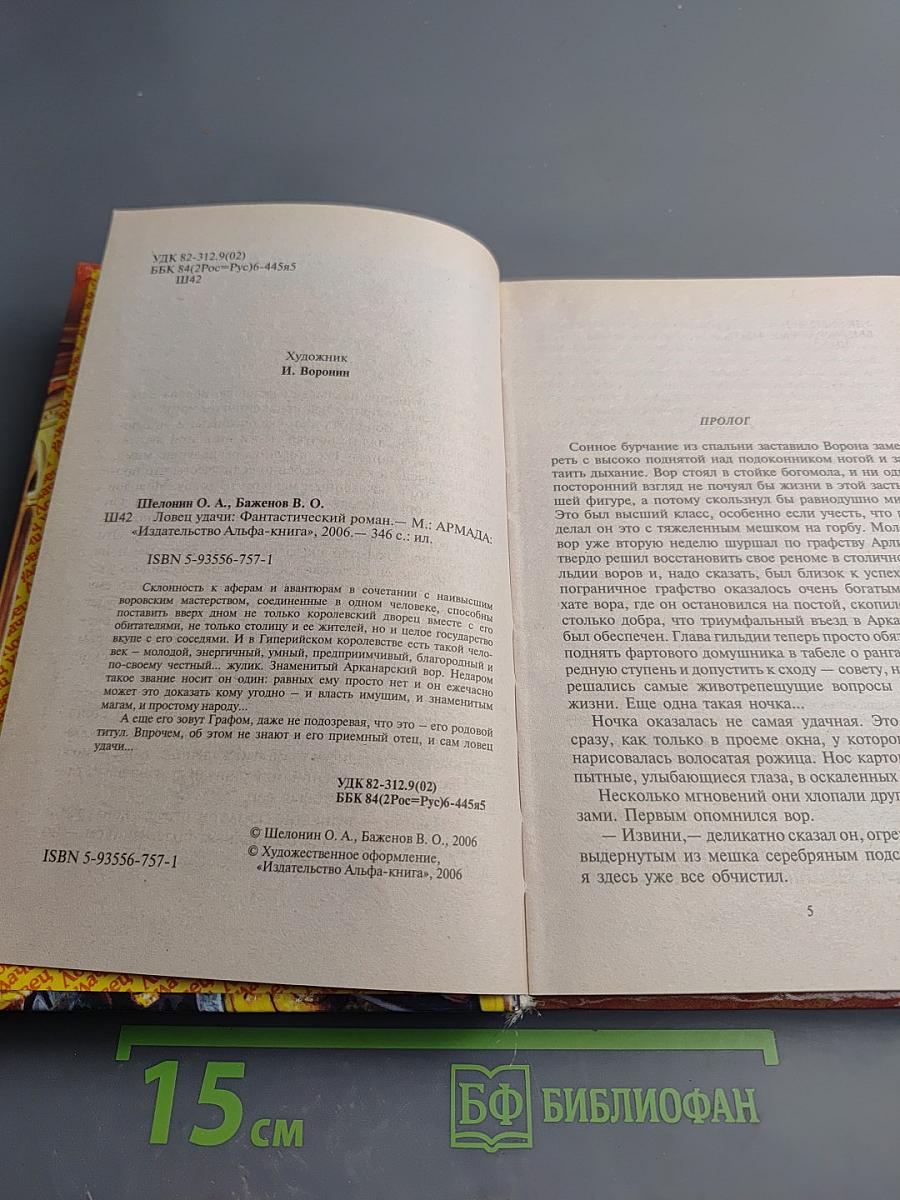 УДК 82-312.9(02)
ББК 84(2Рос=Рус)6-445я5
Ш42
Художник
И. Воронин
Шелонин О. А., Баженов В. О.
Ш42 Ловец удачи: Фантастический роман.— М.: АРМАДА:
«Издательство Альфа-книга», 2006.— 346 с.: ил.
ISBN 5-93556-757-1
Склонность к аферам и авантюрам в сочетании с наивысшим
воровским мастерством, соединенные в одном человеке, способны
поставить вверх дном не только королевский дворец вместе с его
обитателями, не только столицу и ее жителей, но и целое государство
вкупе с его соседями. И в Гиперийском королевстве есть такой чело-
век – молодой, энергичный, умный, предприимчивый, благородный и
по-своему честный... жулик. Знаменитый Арканарский вор. Недаром
такое звание носит он один: равных ему просто нет и он ежечасно
может это доказать кому угодно – и власть имущим, и знаменитым
магам, и простому народу...
А еще его зовут Графом, даже не подозревая, что это – его родовой
титул. Впрочем, об этом не знают и его приемный отец, и сам ловец
удачи...
УДК 82-312.9(02)
ББК 84(2Рос=Рус)6-445я5
© Шелонин О. А., Баженов В. О., 2006
© Художественное оформление,
«Издательство Альфа-книга», 2006
ISBN 5-93556-757-1
ПРОЛОГ
Сонное бурчание из спальни заставило Ворона заме
реть с высоко поднятой над подоконником ногой и за
таить дыхание. Вор стоял в стойке богомола, и ни од
посторонний взгляд не почуял бы жизни в этой засты
шей фигуре, а потому скользнул бы равнодушно ми
Это был высший класс, особенно если учесть, что
делал он это с тяжеленным мешком на горбу. Мол
вор уже вторую неделю шуршал по графству Арли
твердо решил восстановить свое реноме в столично
льдии воров и, надо сказать, был близок к успех
пограничное графство оказалось очень богатым
хате вора, где он остановился на постой, скопил
столько добра, что триумфальный въезд в Арка
был обеспечен. Глава гильдии теперь просто обя
поднять фартового домушника в табеле о ранга
редную ступень и допустить к сходу — совету, н
решались самые животрепещущие вопросы
жизни. Еще одна такая ночка...
Ночка оказалась не самая удачная. Это
сразу, как только в проеме окна, у которо
нарисовалась волосатая рожица. Нос карто
пытные, улыбающиеся глаза, в оскаленных
Несколько мгновений они хлопали друг
зами. Первым опомнился вор.
— Извини,— деликатно сказал он, огре
выдернутым из мешка серебряным подс
я здесь уже все обчистил.
5
15 см
БФ БИБЛИОФАН